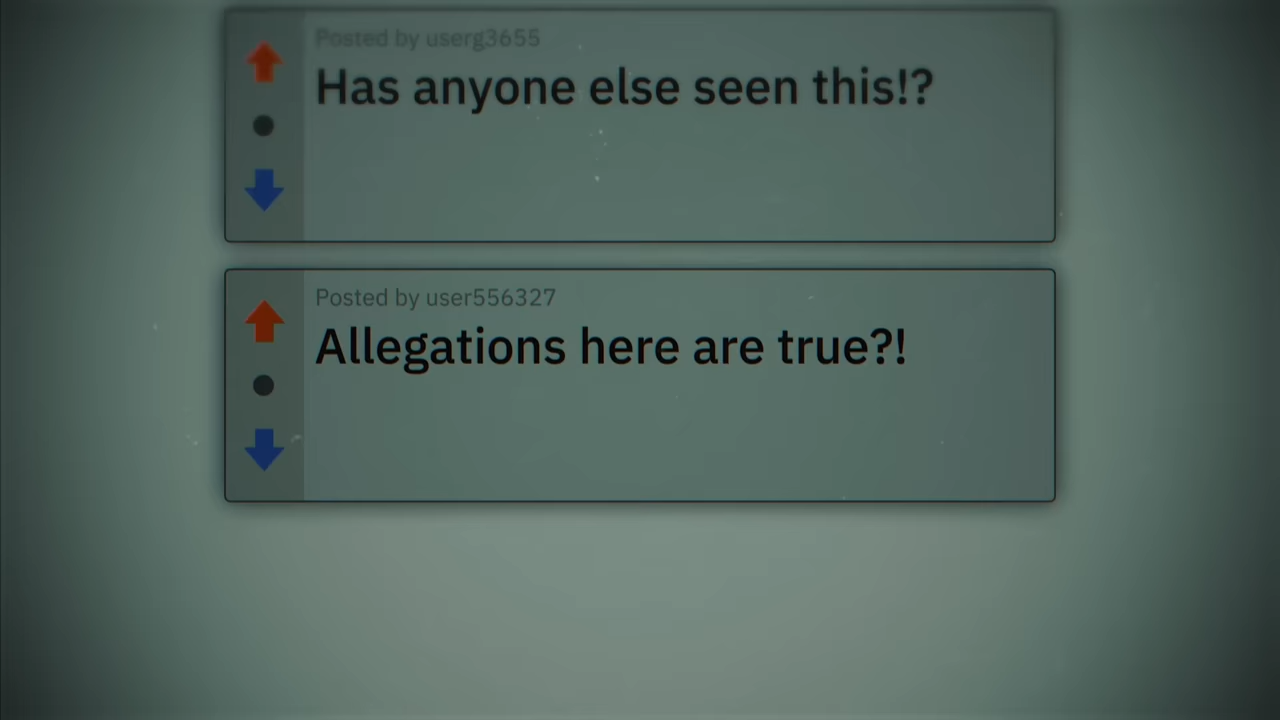 Posted by userg3655
Has anyone else seen this!?
Posted by user556327
Allegations here are true?!